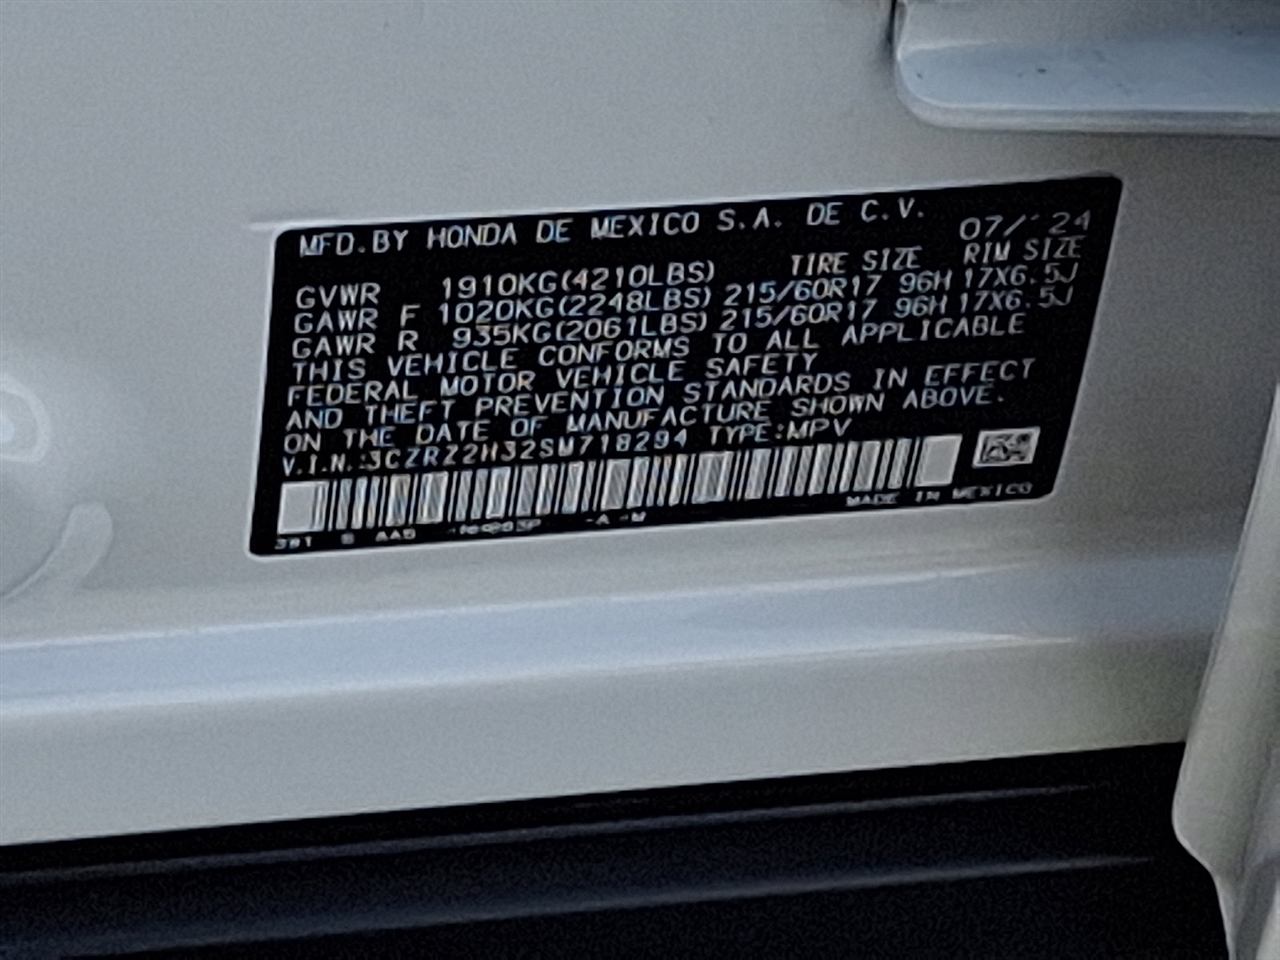 MFD.BY HONDA DE MEXICO S.A. DE C.V. 07/'24
TIRE SIZE RIM SIZE
GVWR 1910KG(4210LBS)
GAWR F 1020KG(2248LBS) 215/60R17 96H 17X6.5J
GAWR R 935KG(2061LBS) 215/60R17 96H 17X6.5J
THIS VEHICLE CONFORMS TO ALL APPLICABLE
FEDERAL MOTOR VEHICLE SAFETY
AND THEFT PREVENTION STANDARDS IN EFFECT
ON THE DATE OF MANUFACTURE SHOWN ABOVE.
V.I.N.:3CZRZ2H32SM718294 TYPE:MPV
MADE IN MEXICO